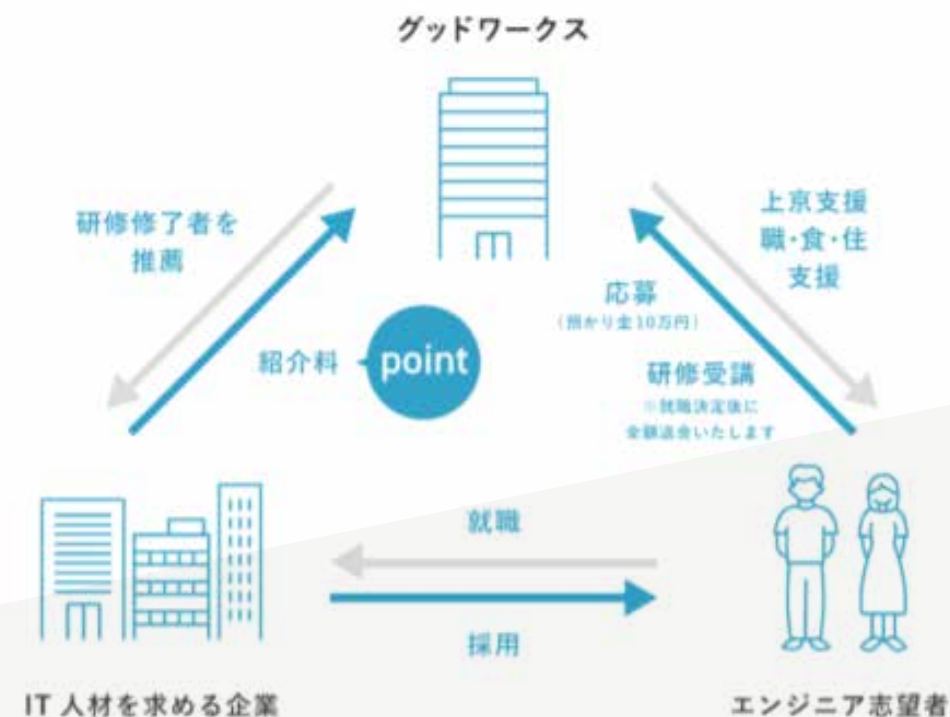 グッドワークス
研修修了者を
推薦
上京支援
職・食・住
支援
応募
(預かり金10万円)
紹介料
point
研修受講
※就職決定後に
全額返金いたします
就職
採用
IT 人材を求める企業
エンジニア志望者